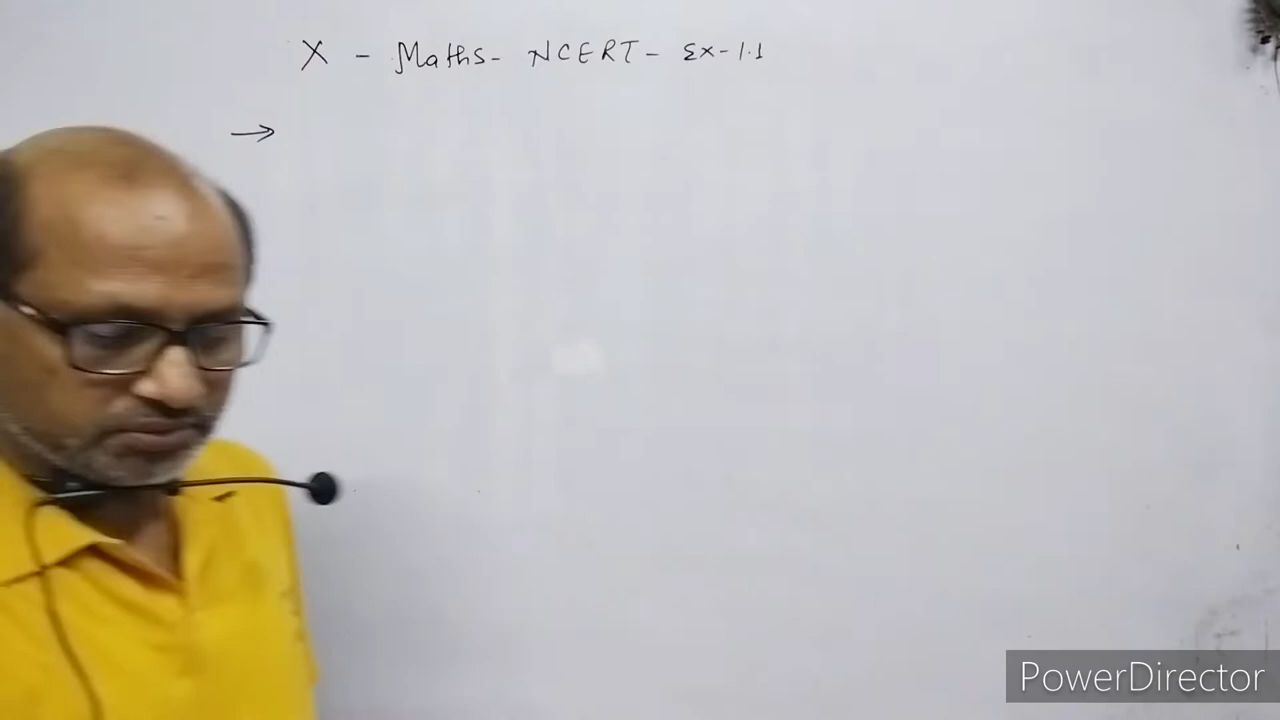 X - Maths - NCERT - Ex-1.1
→
PowerDirector